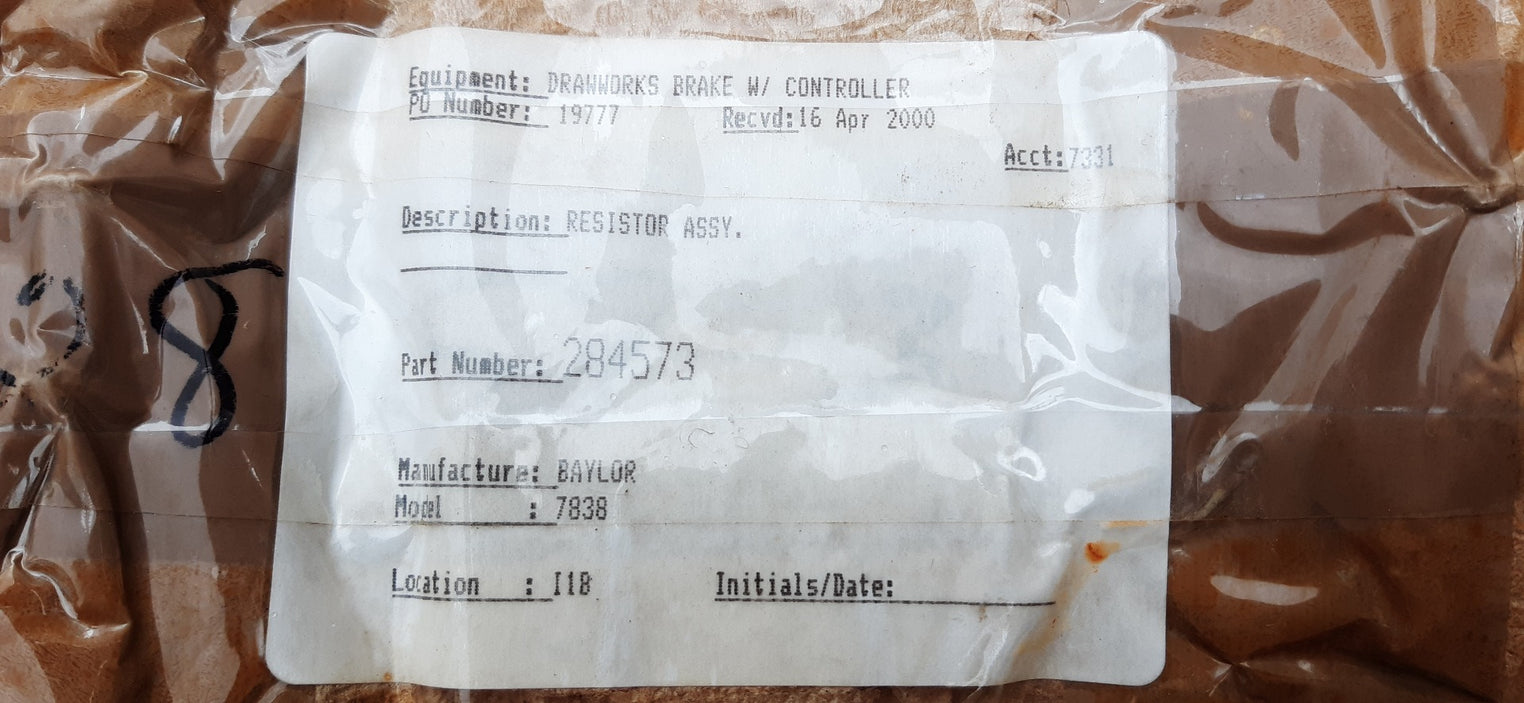 Equipment: DRAWWORKS BRAKE W/ CONTROLLER
PO Number: 19777 Recvd:16 Apr 2000
Acct:7331
Description: RESISTOR ASSY.
8
Part Number: 284573
Manufacture: BAYLOR
Model : 7838
Location : I1B
Initials/Date: